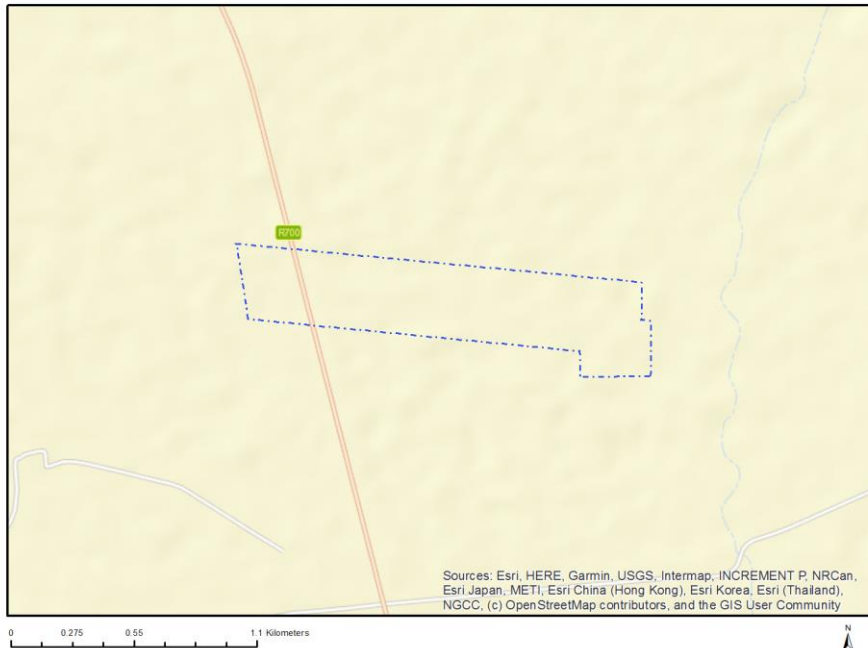 R700
Sources: Esri, HERE, Garmin, USGS, Intermap, INCREMENT P, NRCan,
Esri Japan, METI, Esri China (Hong Kong), Esri Korea, Esri (Thailand),
NGCC, (c) OpenStreetMap contributors, and the GIS User Community
0 0.275 0.55 1.1 Kilometers
N